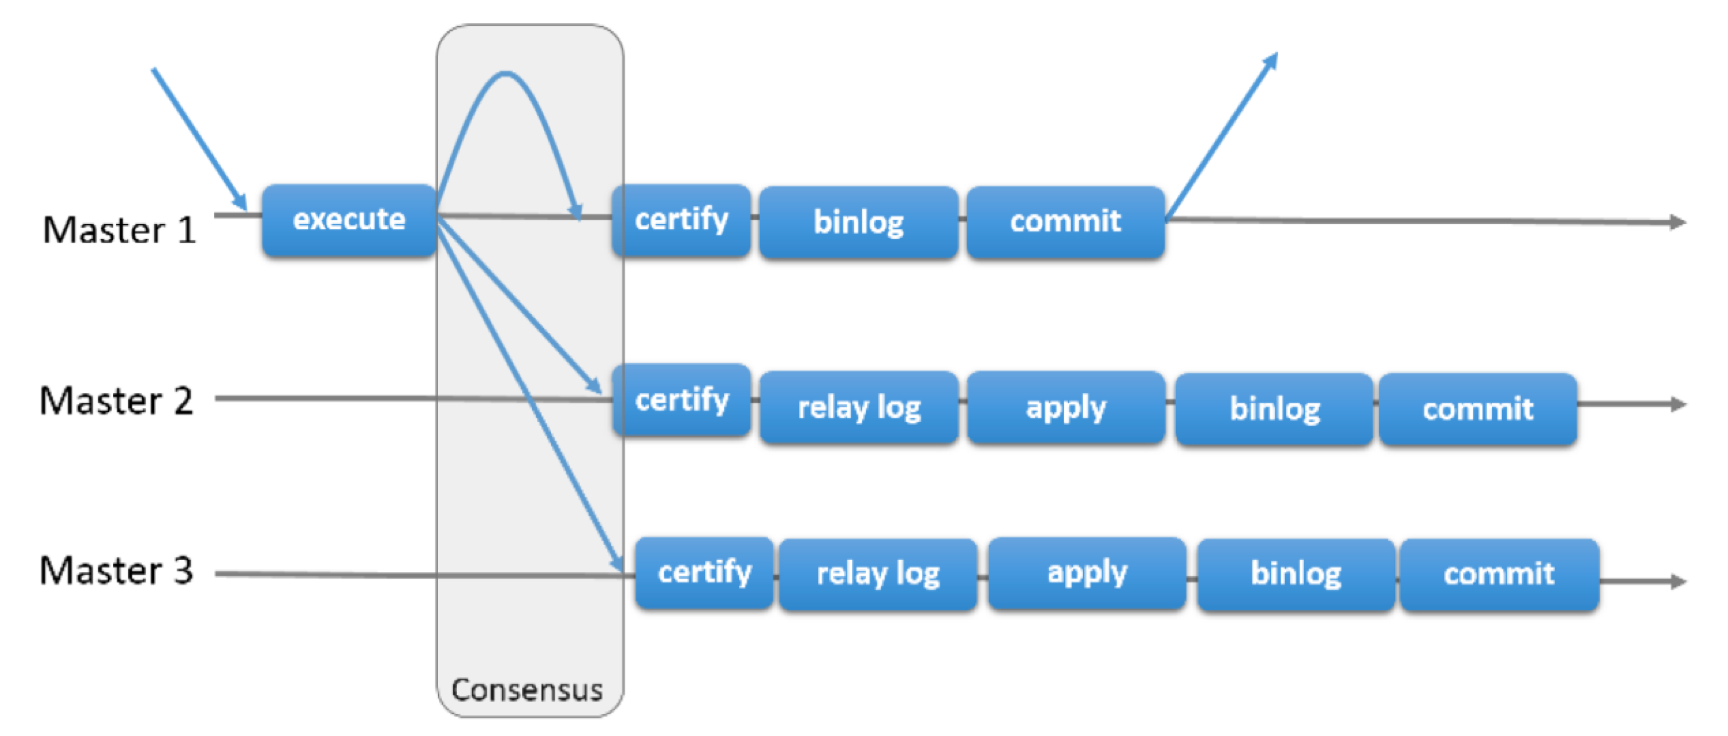 Master 1 execute certify binlog commit
Master 2 certify relay log apply binlog commit
Master 3 certify relay log apply binlog commit
Consensus